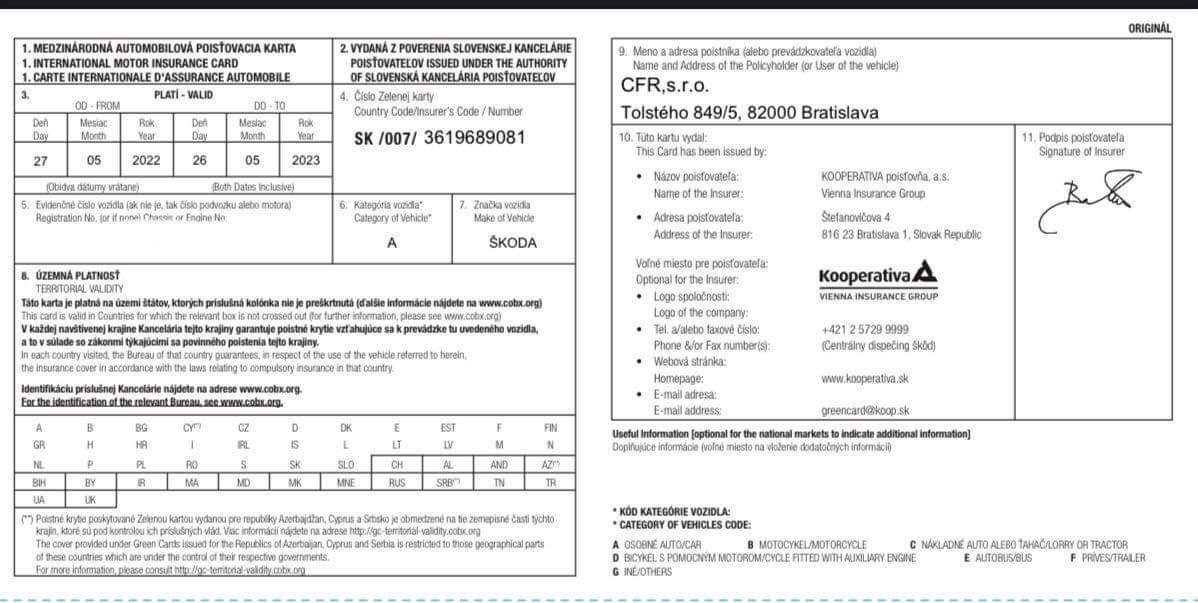 ORIGINÁL
1. MEDZINÁRODNÁ AUTOMOBILOVÁ POISŤOVACIA KARTA
1. INTERNATIONAL MOTOR INSURANCE CARD
1. CARTE INTERNATIONALE D'ASSURANCE AUTOMOBILE
2. VYDANÁ Z POVERENIA SLOVENSKEJ KANCELÁRIE
POISŤOVATEĽOV ISSUED UNDER THE AUTHORITY
OF SLOVENSKÁ KANCELÁRIA POISŤOVATEĽOV
3. PLATÍ - VALID
OD - FROM DO - TO
Deň Mesiac Rok Deň Mesiac Rok
Day Month Year Day Month Year
27 05 2022 26 05 2023
(Obidva dátumy vrátane) (Both Dates Inclusive)
4. Číslo Zelenej karty
Country Code/Insurer's Code / Number
SK /007/ 3619689081
5. Evidenčné číslo vozidla (ak nie je, tak číslo podvozku alebo motora)
Registration No. (or if none) Chassis or Engine No.
6. Kategória vozidla*
Category of Vehicle*
A
7. Značka vozidla
Make of Vehicle
ŠKODA
8. ÚZEMNÁ PLATNOSŤ
TERRITORIAL VALIDITY
Táto karta je platná na území štátov, ktorých príslušná kolónka nie je preškrtnutá (ďalšie informácie nájdete na www.cobx.org)
This card is valid in Countries for which the relevant box is not crossed out (for further information, please see www.cobx.org)
V každej navštívenej krajine Kancelária tejto krajiny garantuje poistné krytie vzťahujúce sa k prevádzke tu uvedeného vozidla,
a to v súlade so zákonmi týkajúcimi sa povinného poistenia tejto krajiny.
In each country visited, the Bureau of that country guarantees, in respect of the use of the vehicle referred to herein,
the insurance cover in accordance with the laws relating to compulsory insurance in that country.
Identifikáciu príslušnej Kancelárie nájdete na adrese www.cobx.org.
For the identification of the relevant Bureau, see www.cobx.org.
A B BG CY(**) CZ D DK E EST F FIN
GR H HR I IRL IS L LT LV M N
NL P PL RO S SK SLO CH AL AND AZ(**)
BIH BY IR MA MD MK MNE RUS SRB(**) TN TR
UA UK
(**) Poistné krytie poskytované Zelenou kartou vydanou pre republiky Azerbajdžan, Cyprus a Srbsko je obmedzené na tie zemepisné časti týchto
krajín, ktoré sú pod kontrolou ich príslušných vlád. Viac informácií nájdete na adrese http://gc-territorial-validity.cobx.org
The cover provided under Green Cards issued for the Republics of Azerbaijan, Cyprus and Serbia is restricted to those geographical parts
of these countries which are under the control of their respective governments.
For more information, please consult http://gc-territorial-validity.cobx.org
9. Meno a adresa poistníka (alebo prevádzkovateľa vozidla)
Name and Address of the Policyholder (or User of the vehicle)
CFR,s.r.o.
Tolstého 849/5, 82000 Bratislava
10. Túto kartu vydal:
This Card has been issued by:
• Názov poisťovateľa: KOOPERATIVA poisťovňa, a.s.
Name of the Insurer: Vienna Insurance Group
• Adresa poisťovateľa: Štefanovičova 4
Address of the Insurer: 816 23 Bratislava 1, Slovak Republic
Voľné miesto pre poisťovateľa:
Optional for the Insurer:
• Logo spoločnosti:
Logo of the company:
Kooperativa
VIENNA INSURANCE GROUP
• Tel. a/alebo faxové číslo: +421 2 5729 9999
Phone &/or Fax number(s): (Centrálny dispečing škôd)
• Webová stránka:
Homepage: www.kooperativa.sk
• E-mail adresa:
E-mail address: greencard@koop.sk
11. Podpis poisťovateľa
Signature of Insurer
Useful Information [optional for the national markets to indicate additional information]
Doplňujúce informácie (voľné miesto na vloženie dodatočných informácií)
* KÓD KATEGÓRIE VOZIDLA:
* CATEGORY OF VEHICLES CODE:
A OSOBNÉ AUTO/CAR B MOTOCYKEL/MOTORCYCLE C NÁKLADNÉ AUTO ALEBO ŤAHAČ/LORRY OR TRACTOR
D BICYKEL S POMOCNÝM MOTOROM/CYCLE FITTED WITH AUXILIARY ENGINE E AUTOBUS/BUS F PRÍVES/TRAILER
G INÉ/OTHERS